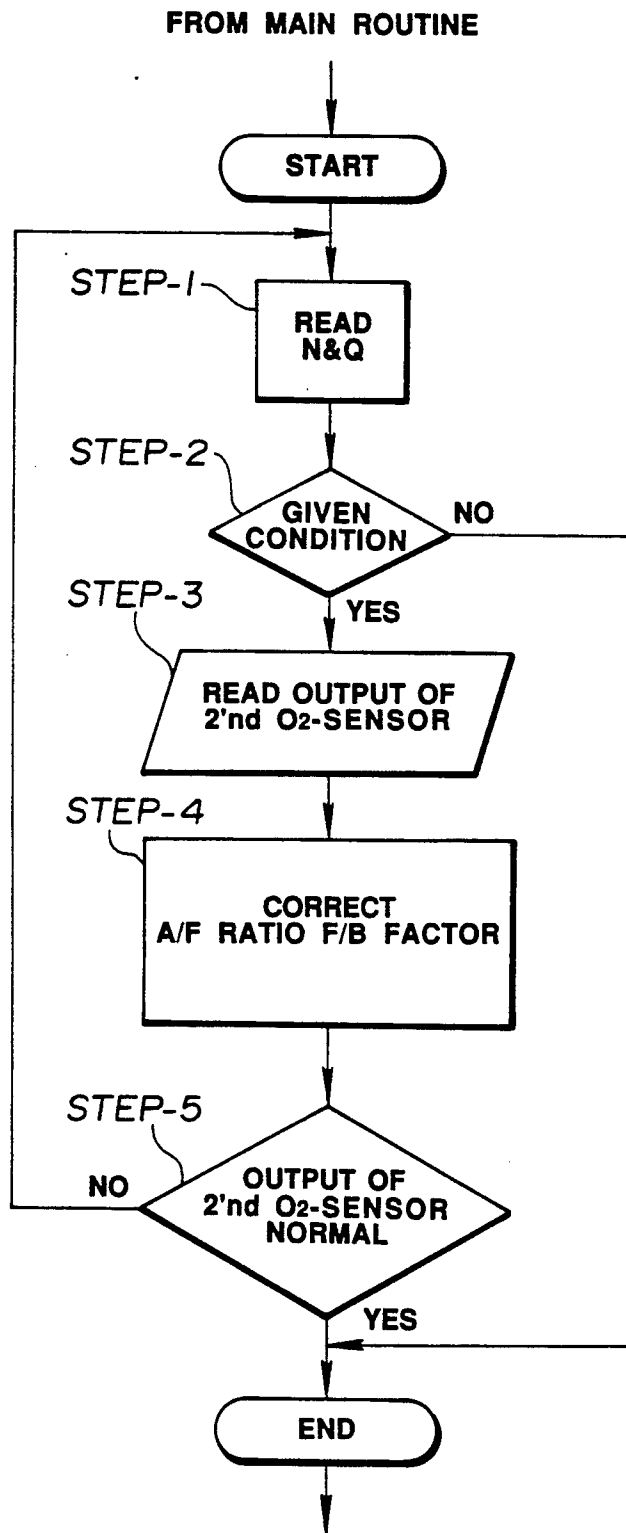 FROM MAIN ROUTINE
START
STEP-1
READ
N&Q
STEP-2
GIVEN
CONDITION
NO
YES
STEP-3
READ OUTPUT OF
2'nd O2-SENSOR
STEP-4
CORRECT
A/F RATIO F/B FACTOR
STEP-5
NO
OUTPUT OF
2'nd O2-SENSOR
NORMAL
YES
END